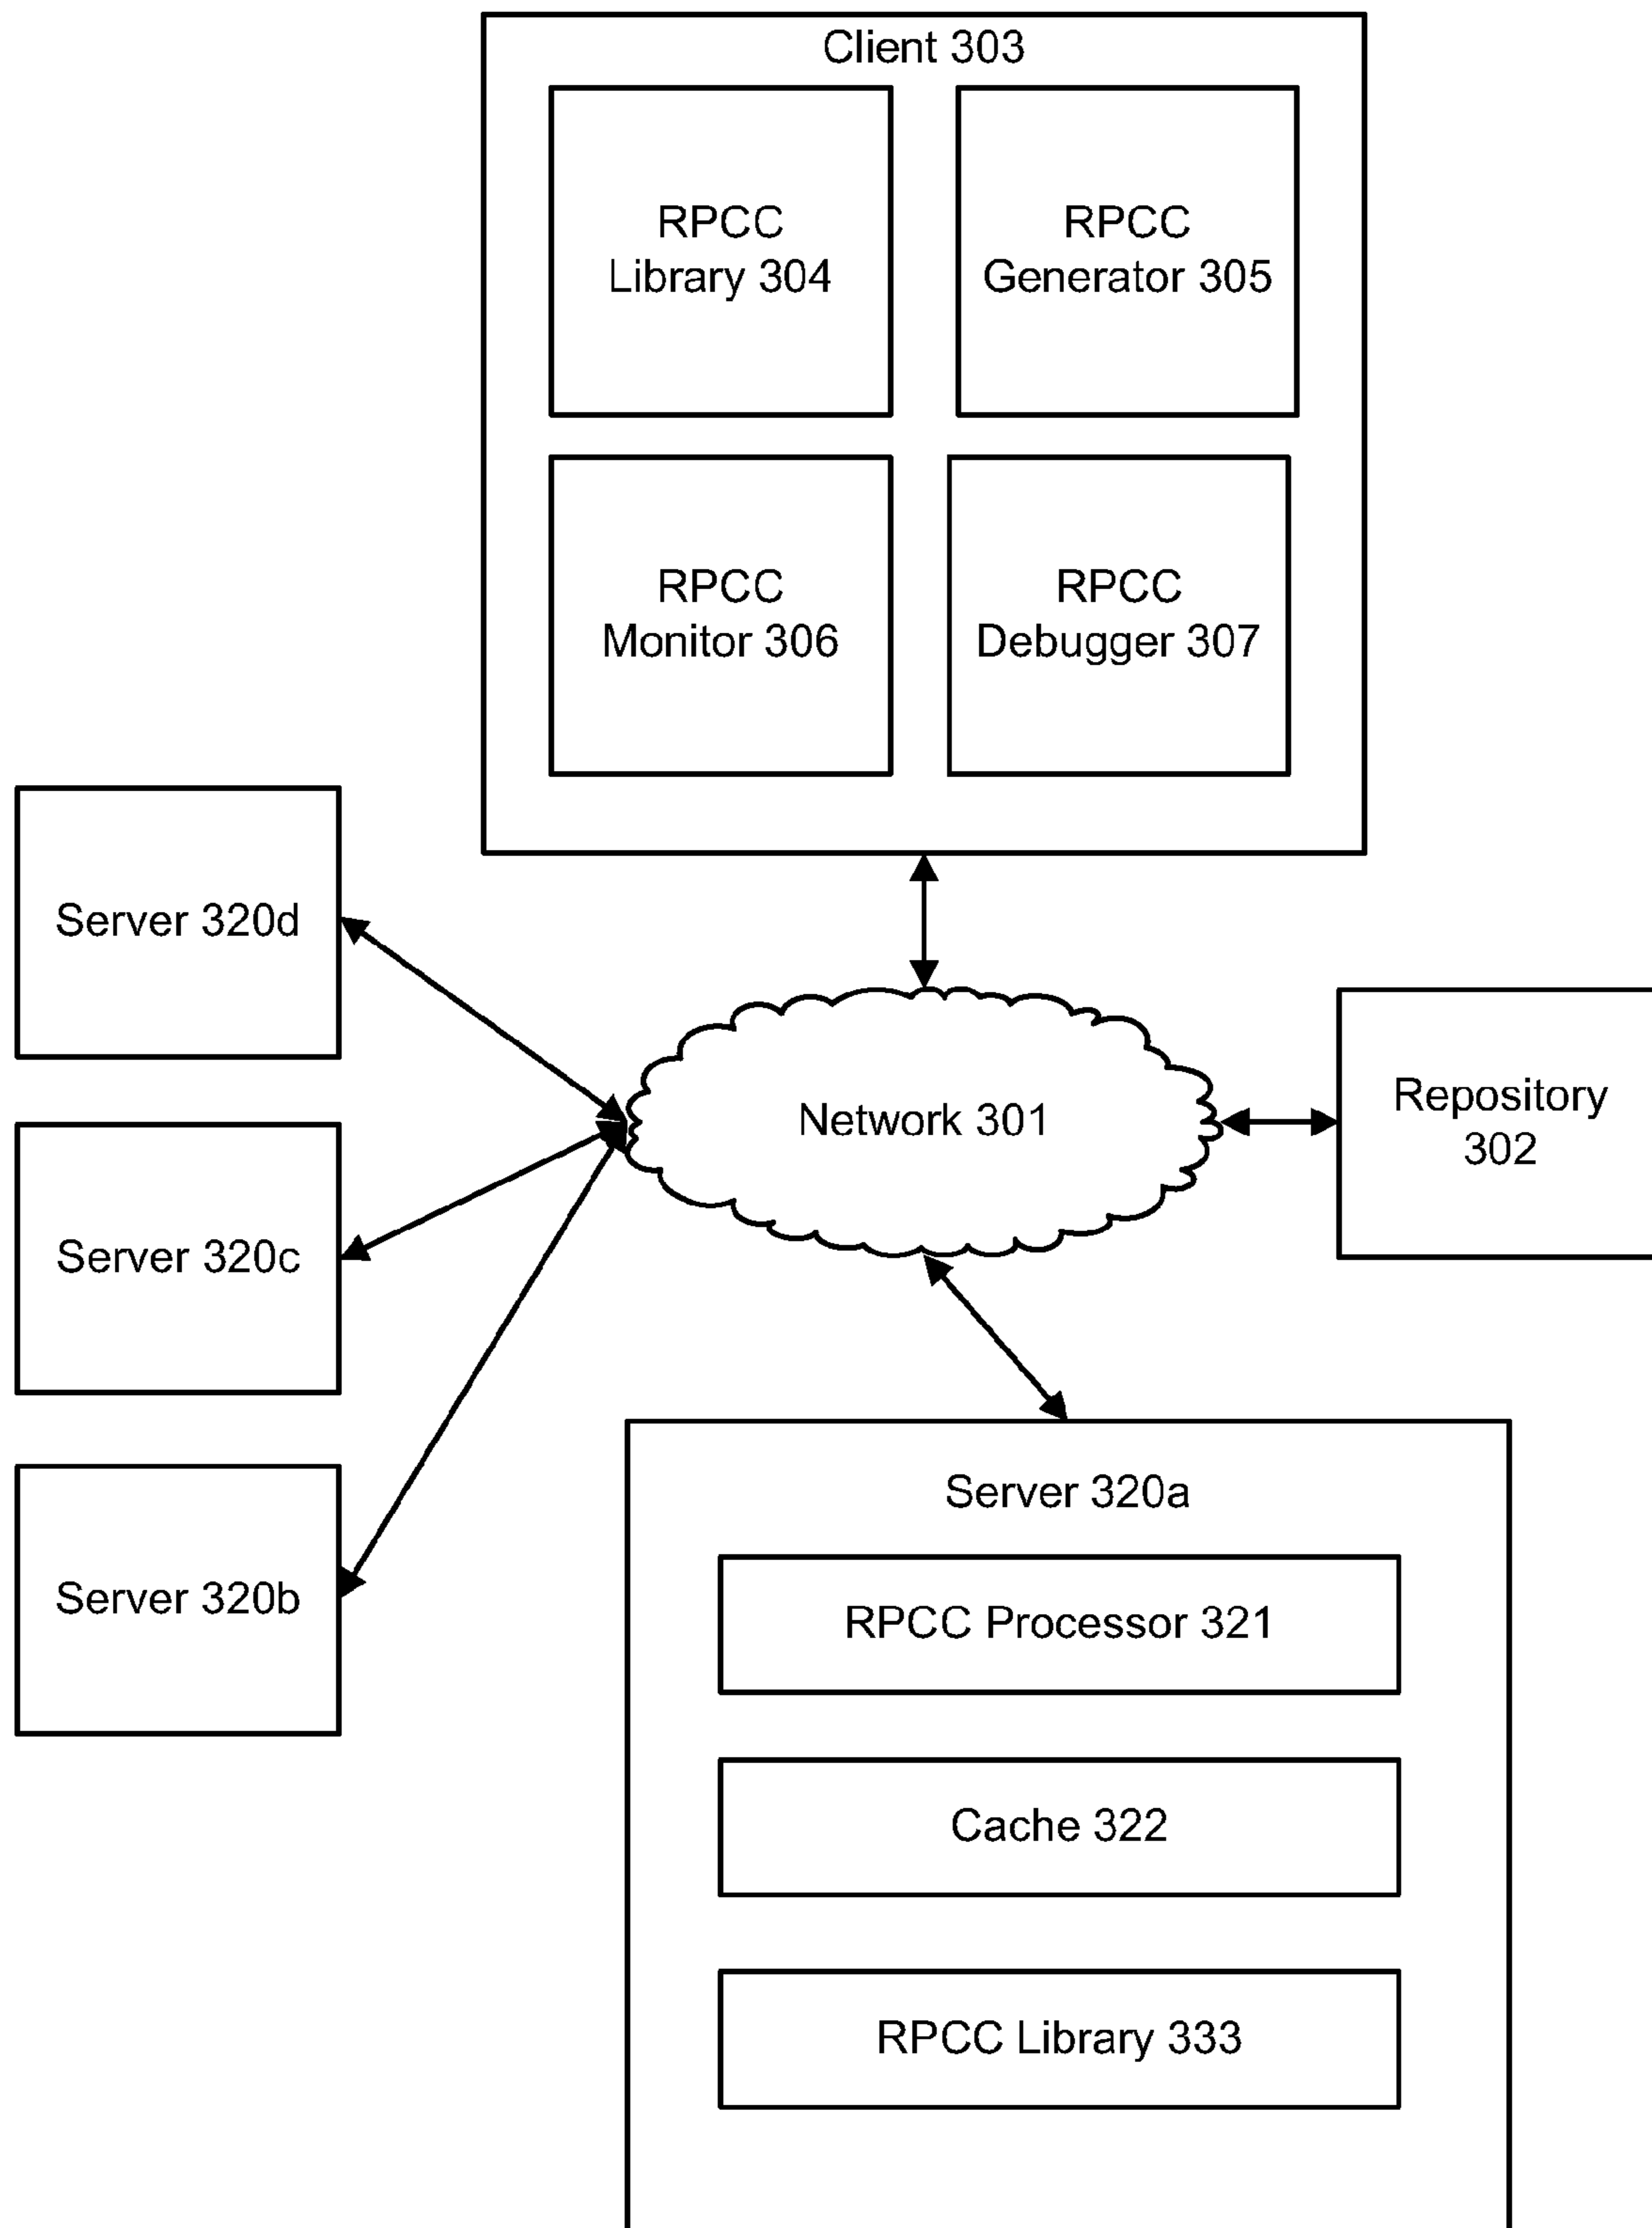 Client 303
RPCC
Library 304
RPCC
Generator 305
RPCC
Monitor 306
RPCC
Debugger 307
Server 320d
Network 301
Repository
302
Server 320c
Server 320b
Server 320a
RPCC Processor 321
Cache 322
RPCC Library 333